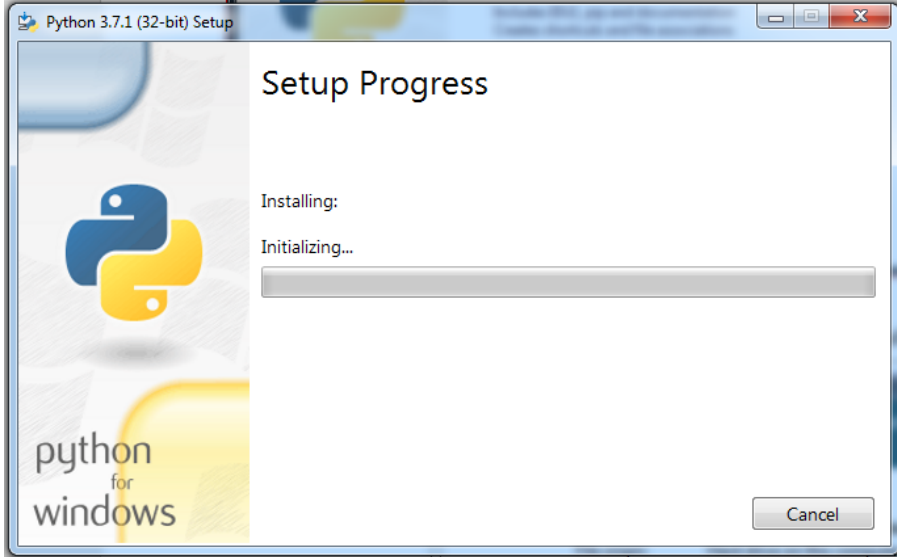 Python 3.7.1 (32-bit) Setup
Setup Progress
Installing:
Initializing...
python
for
windows
Cancel